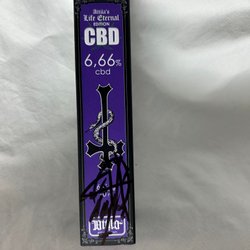 Attila's
Life Eternal
EDITION
CBD
6,66%
cbd